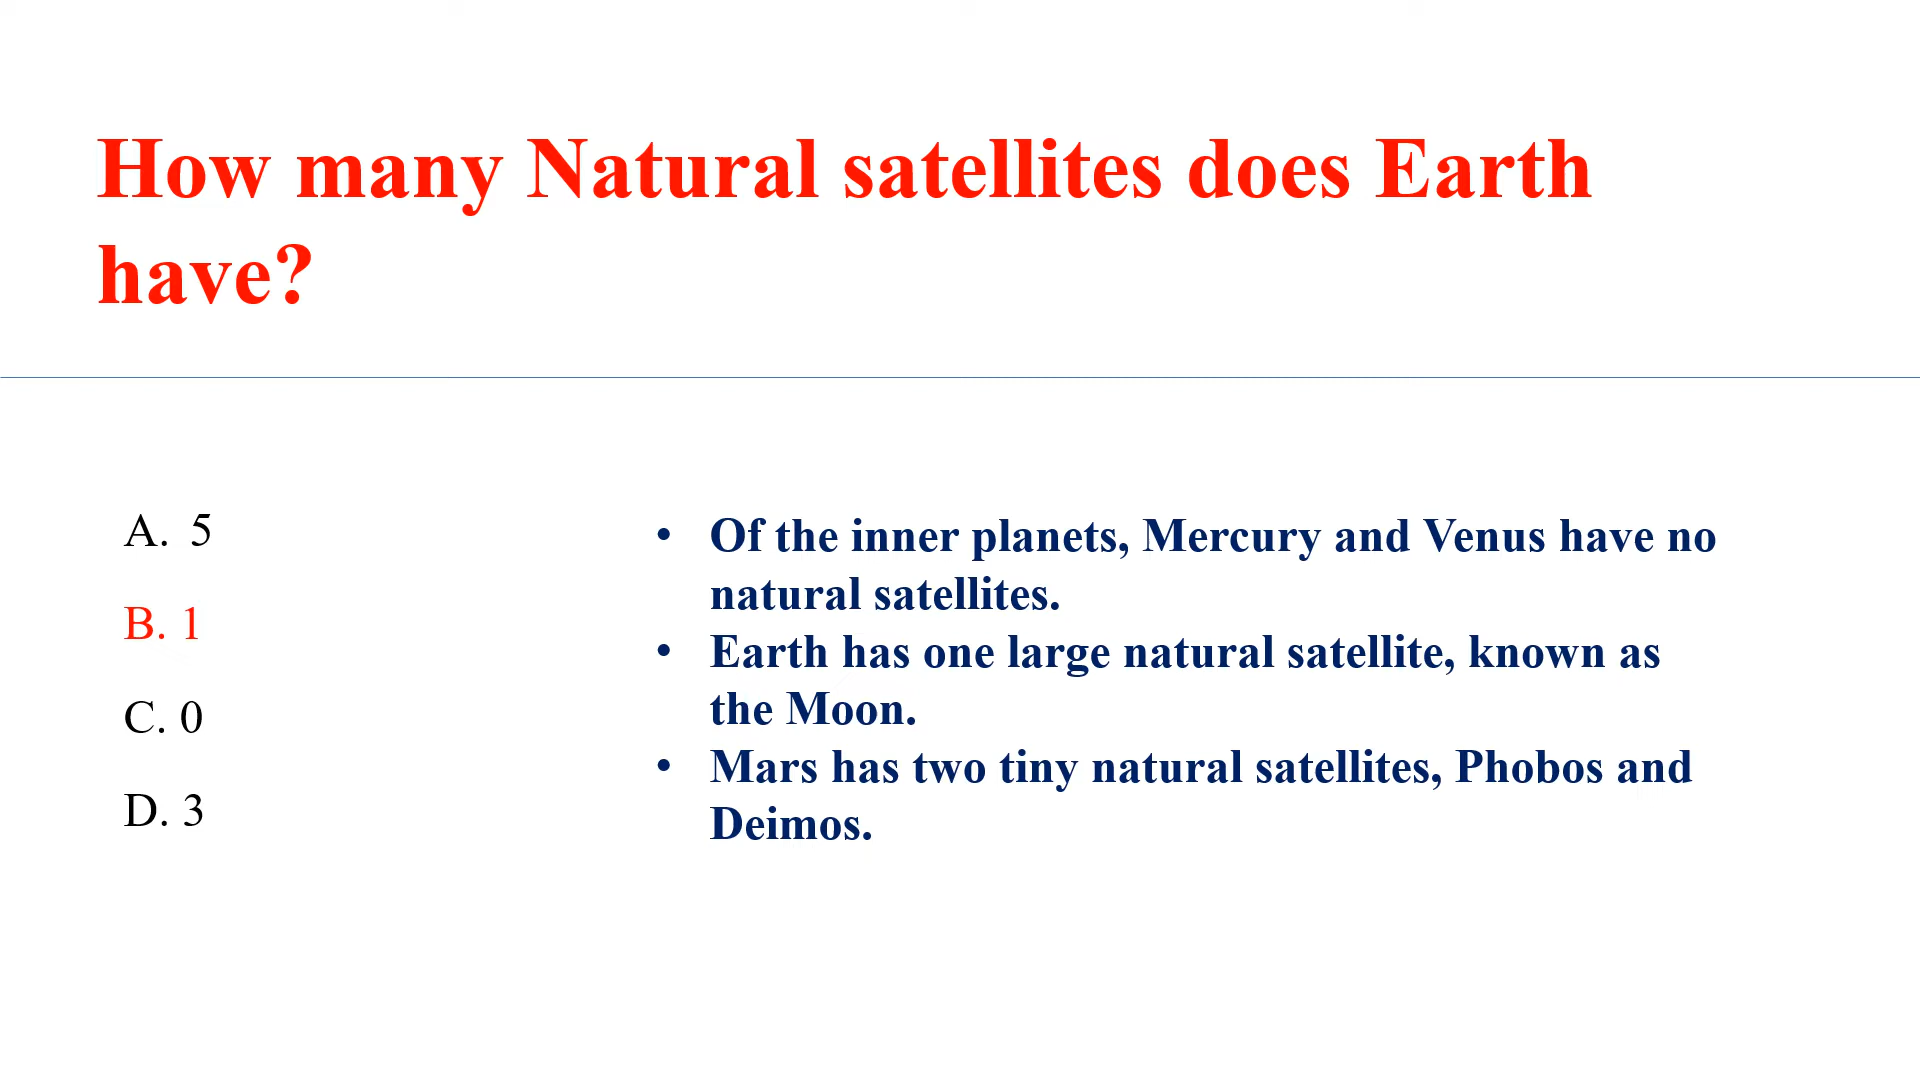 How many Natural satellites does Earth
have?
A. 5
B. 1
C. 0
D. 3
• Of the inner planets, Mercury and Venus have no
natural satellites.
• Earth has one large natural satellite, known as
the Moon.
• Mars has two tiny natural satellites, Phobos and
Deimos.